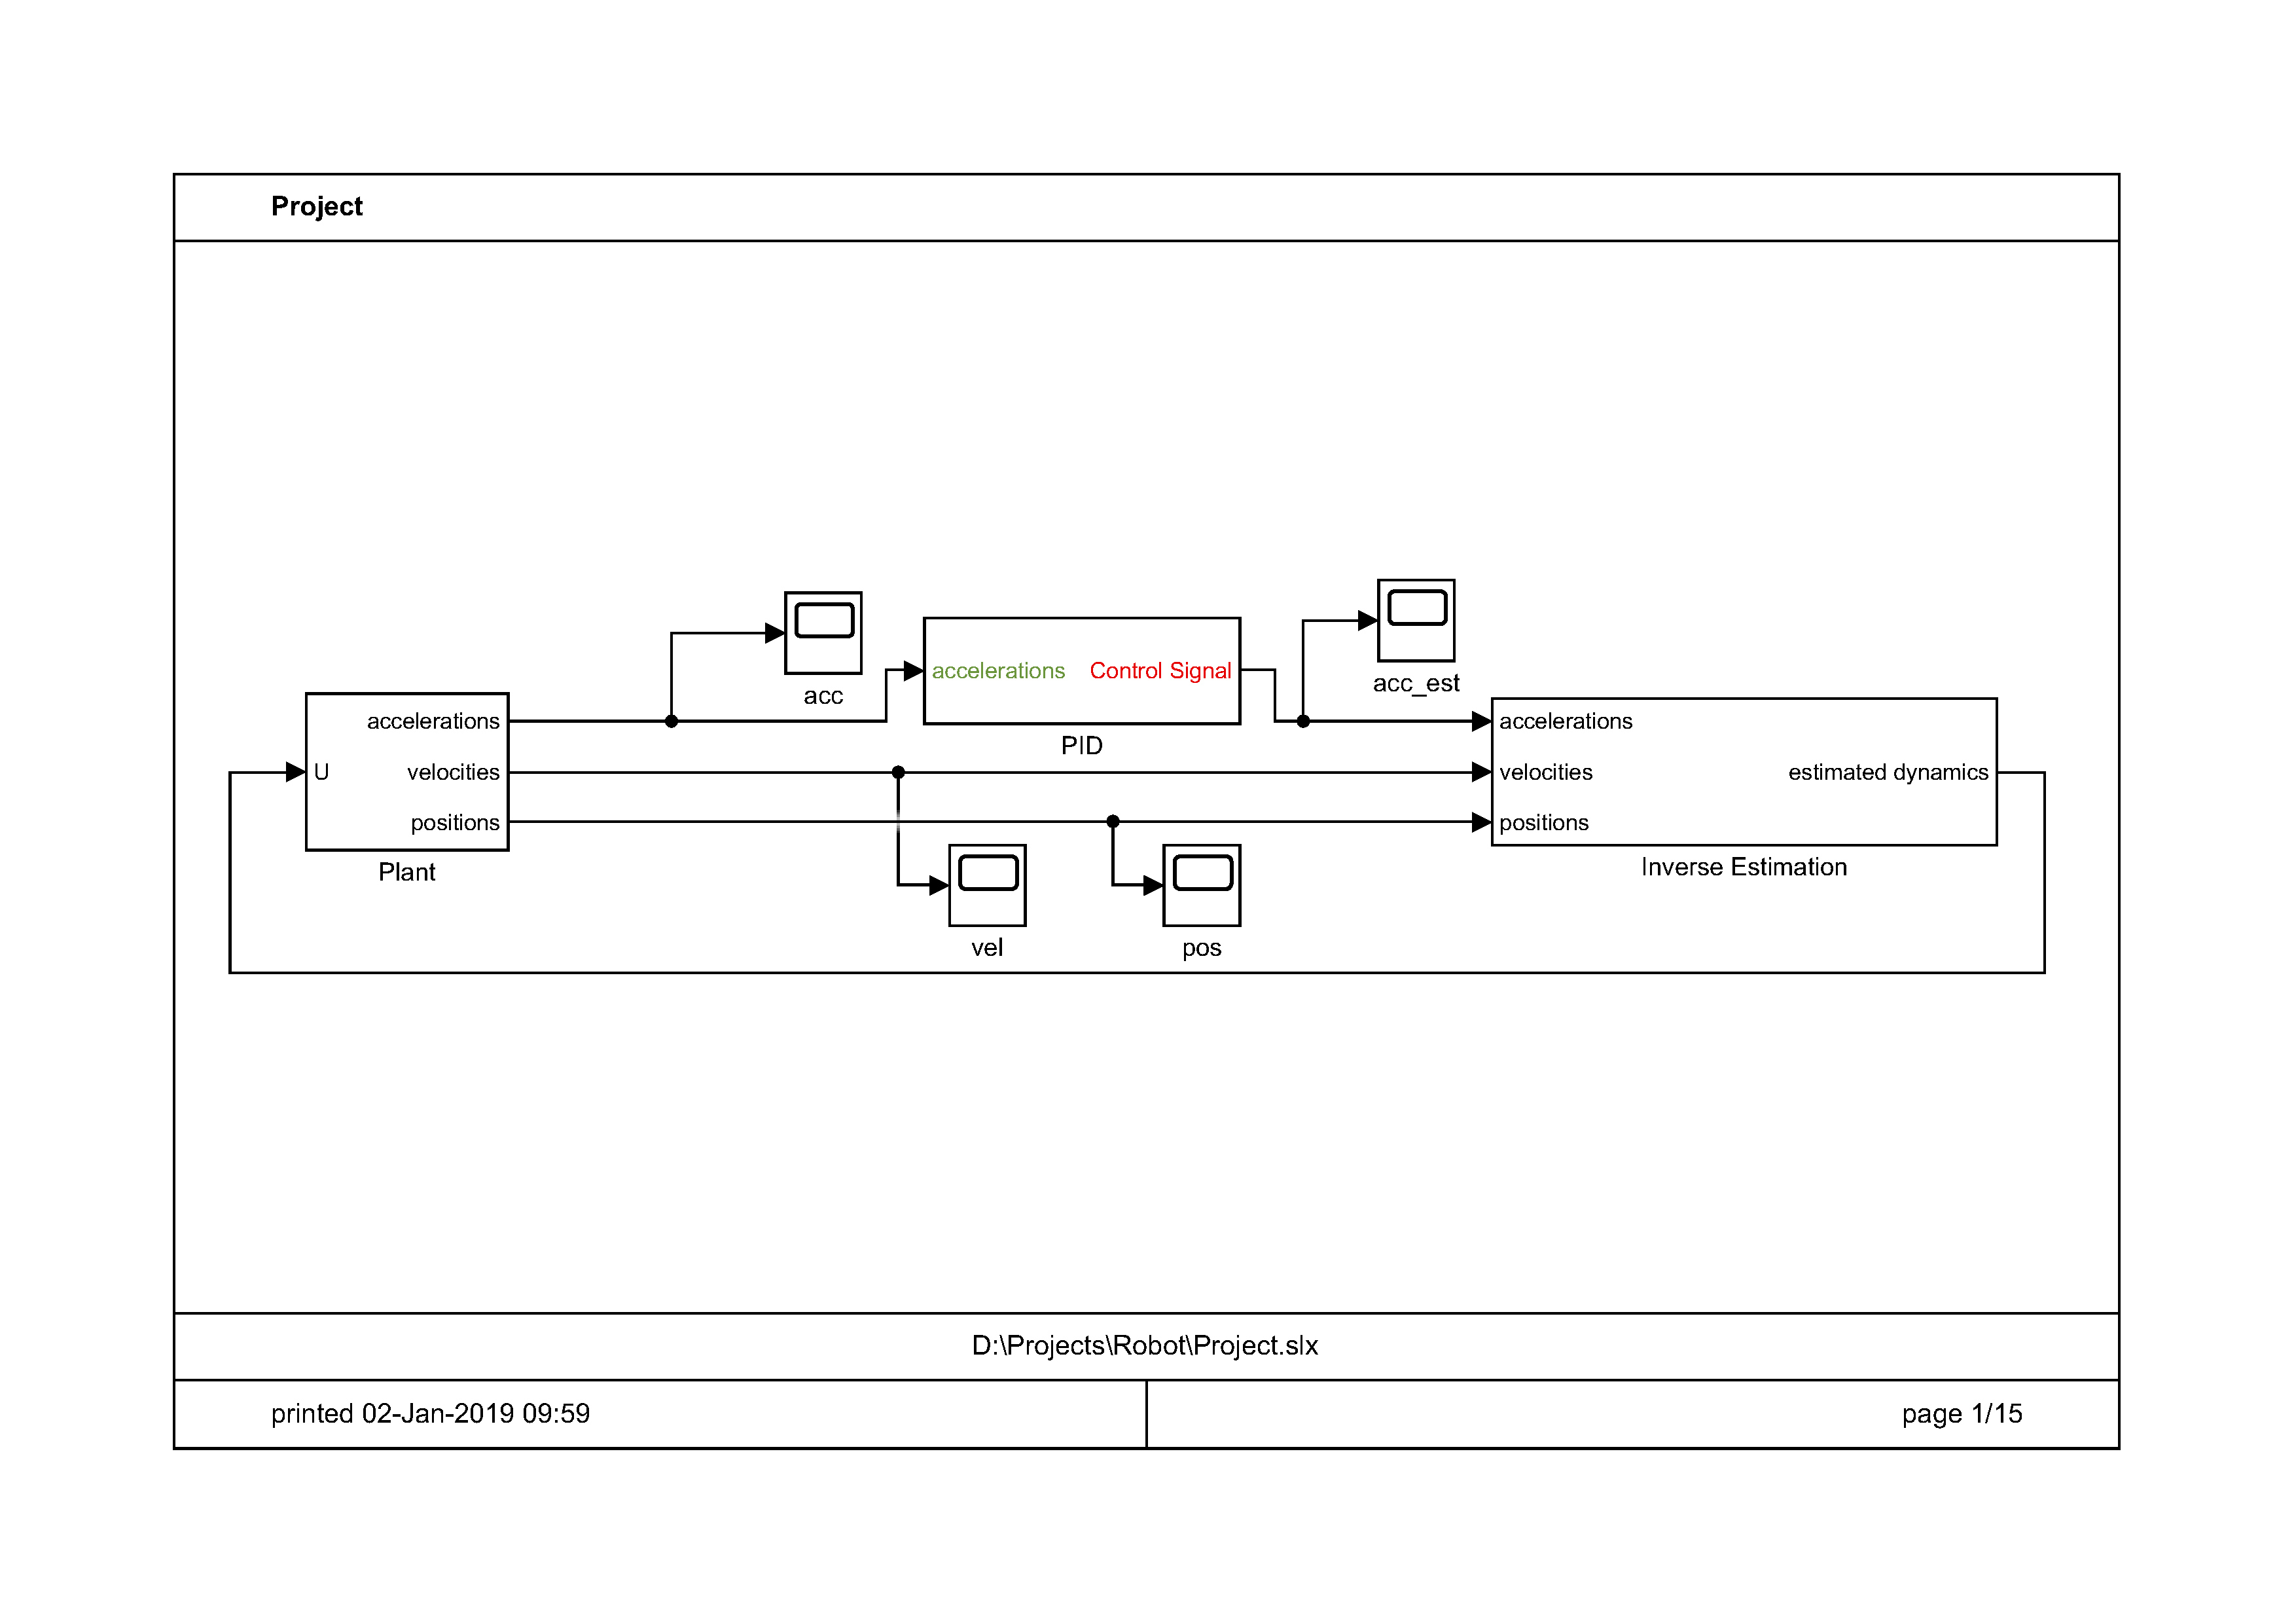 Project
acc
acc_est
accelerations Control Signal
PID
accelerations
U velocities
positions
Plant
accelerations
velocities estimated dynamics
positions
Inverse Estimation
vel
pos
D:\Projects\Robot\Project.slx
printed 02-Jan-2019 09:59
page 1/15